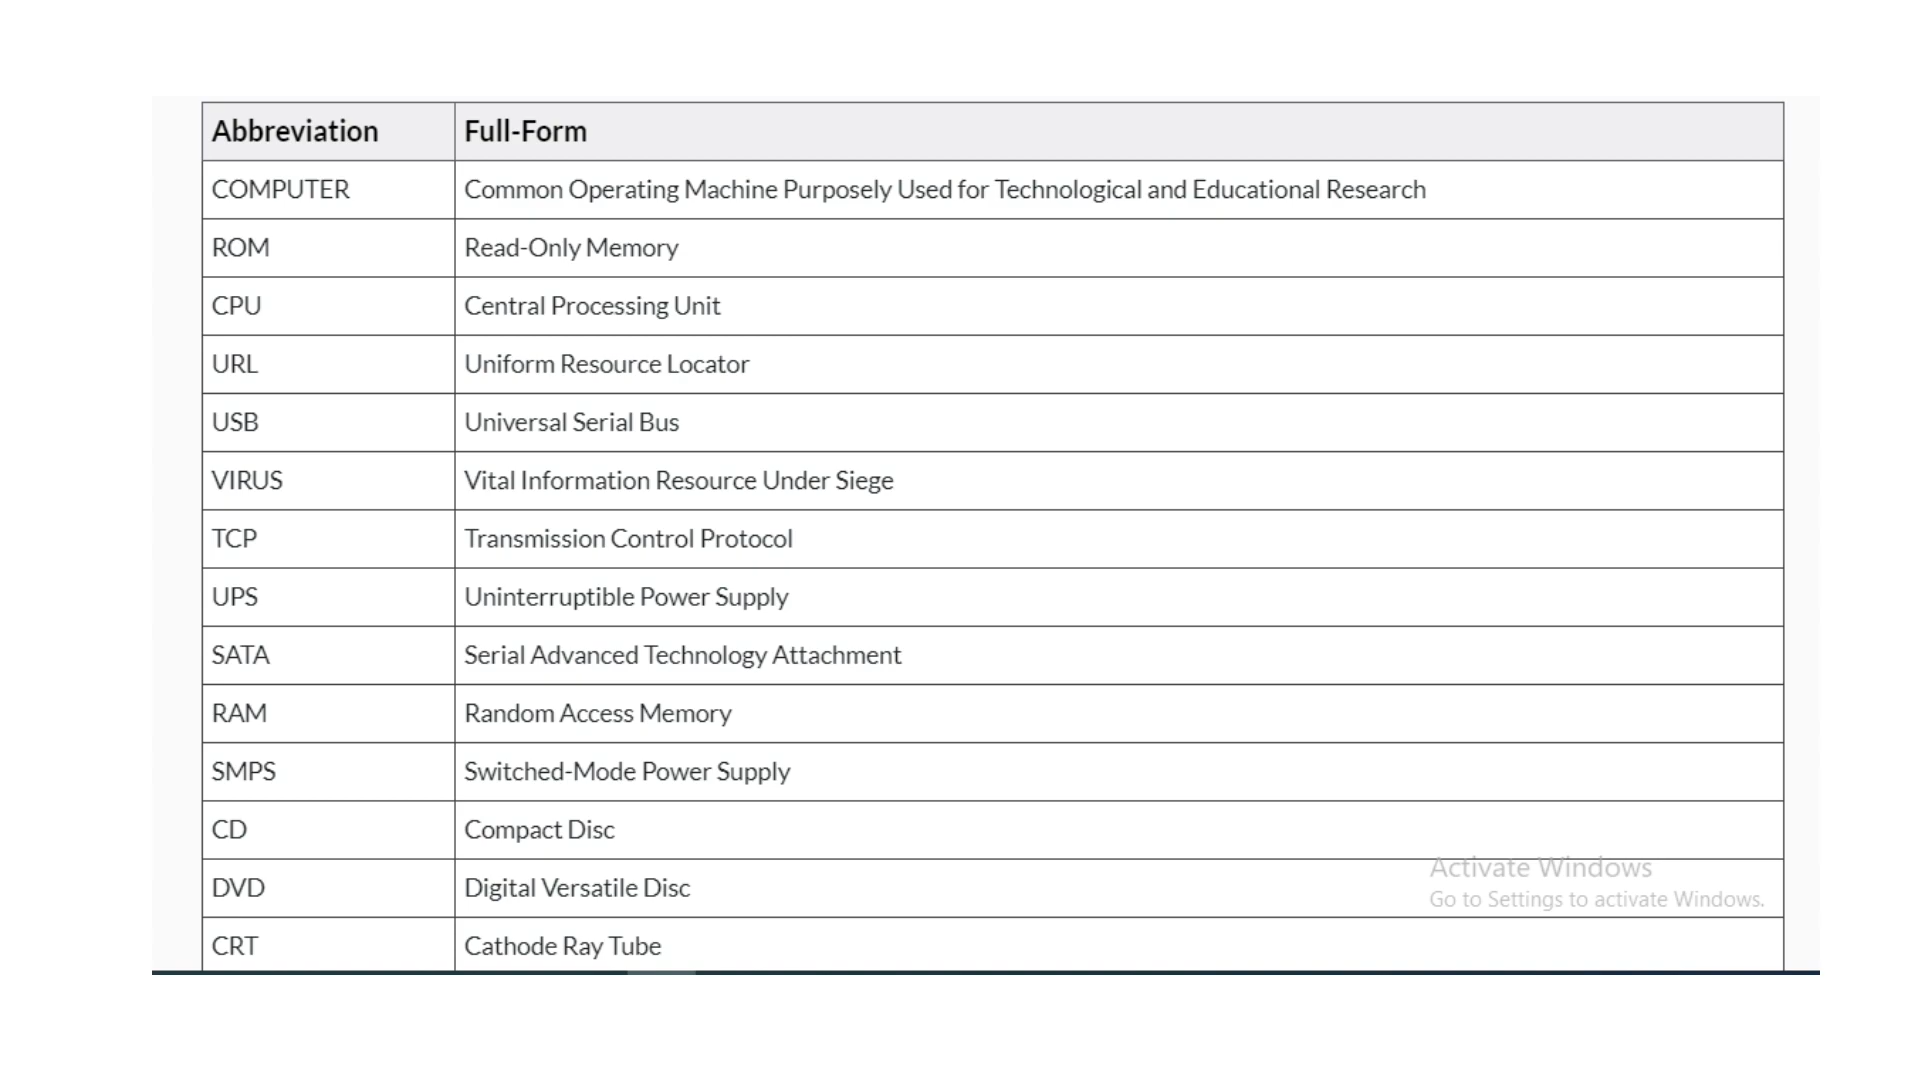 Abbreviation Full-Form
COMPUTER Common Operating Machine Purposely Used for Technological and Educational Research
ROM Read-Only Memory
CPU Central Processing Unit
URL Uniform Resource Locator
USB Universal Serial Bus
VIRUS Vital Information Resource Under Siege
TCP Transmission Control Protocol
UPS Uninterruptible Power Supply
SATA Serial Advanced Technology Attachment
RAM Random Access Memory
SMPS Switched-Mode Power Supply
CD Compact Disc
Activate Windows
DVD Digital Versatile Disc
Go to Settings to activate Windows.
CRT Cathode Ray Tube